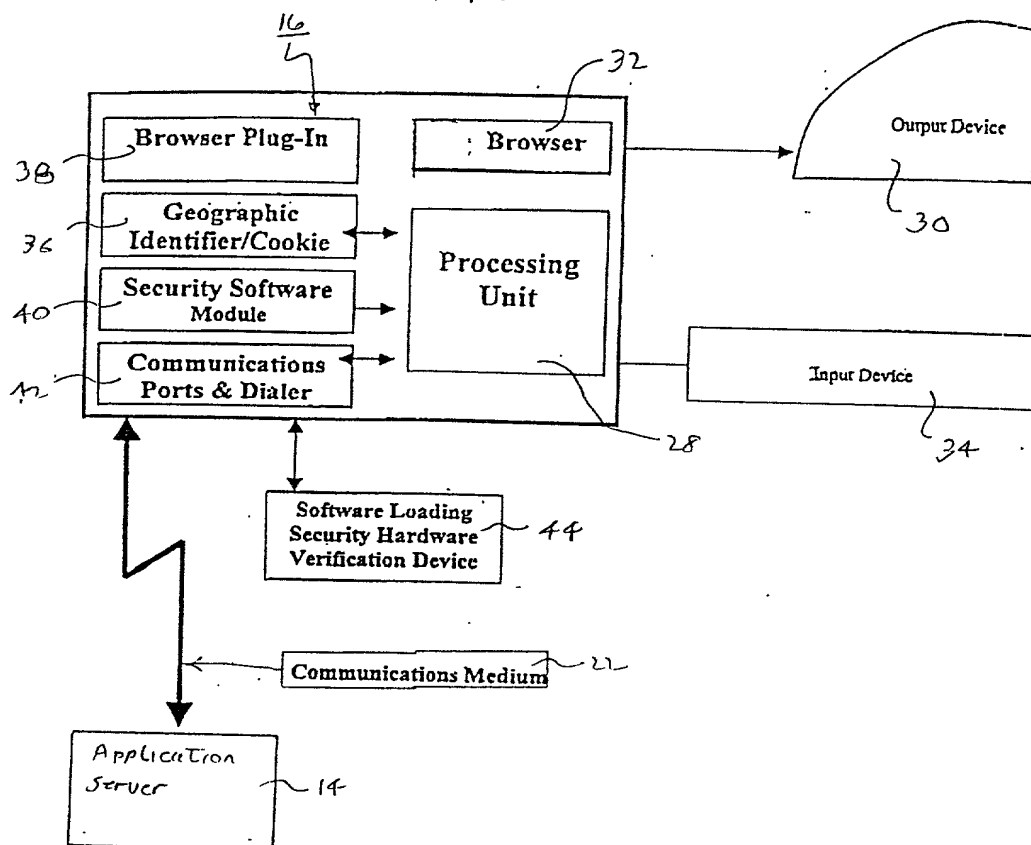 16
32
Browser Plug-In
Browser
Output Device
38
30
Geographic
Identifier/Cookie
36
Processing
Unit
Security Software
Module
40
Communications
Ports & Dialer
Input Device
28
34
Software Loading
Security Hardware
Verification Device
44
Communications Medium
22
Application
Server
14